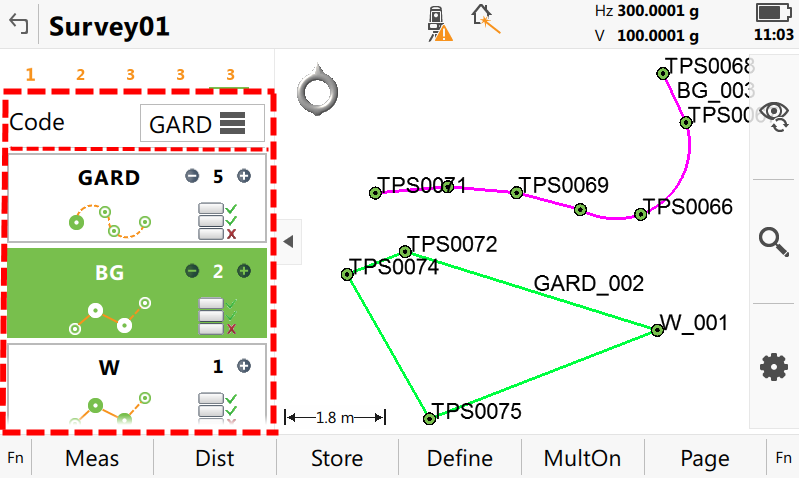 Survey01
Hz 300.0001 g
V 100.0001 g
11:03
1 2 3 3 3
Code
GARD
GARD
5
BG
2
W
1
TPS0068
BG_003
TPS0071
TPS0069
TPS0066
TPS0072
TPS0074
GARD_002
W_001
TPS0075
1.8 m
Fn Meas Dist Store Define MultOn Page Fn